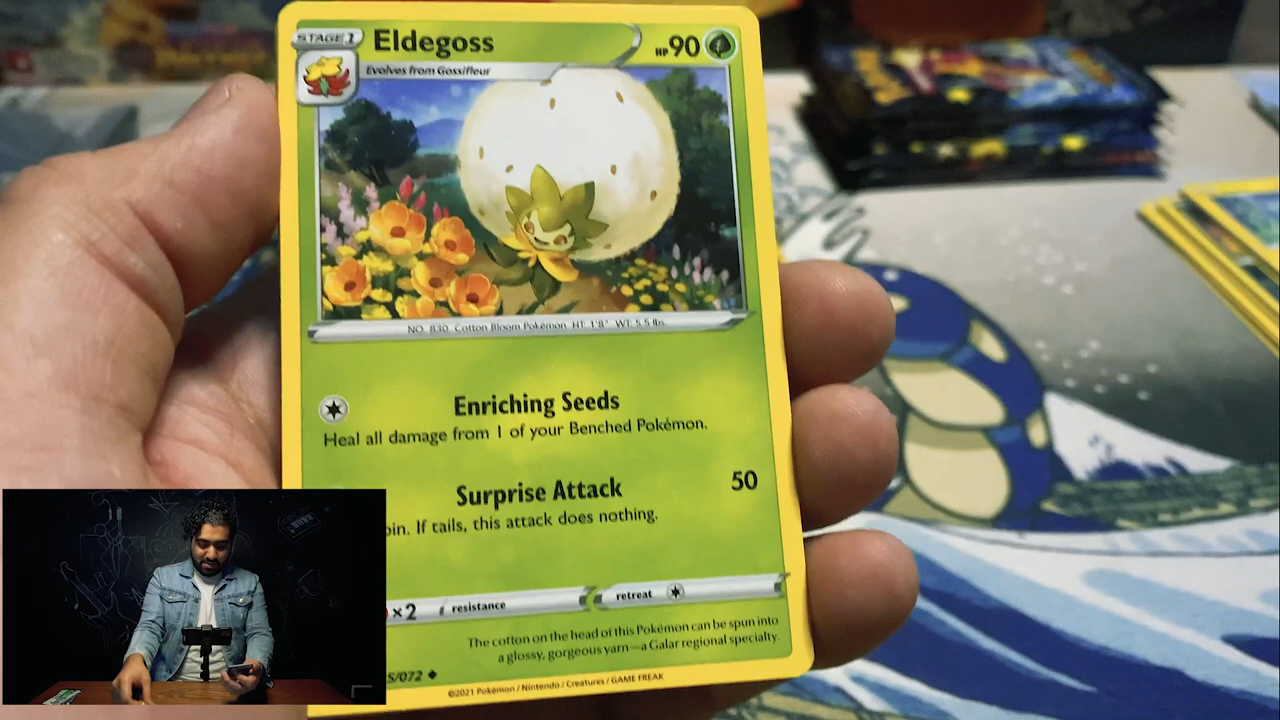 STAGE 1
Eldegoss
HP 90
Evolves from Gossifleur
NO. 830 Cotton Bloom Pokémon HT: 1'8" WT: 5.5 lbs.
Enriching Seeds
Heal all damage from 1 of your Benched Pokémon.
Surprise Attack 50
If tails, this attack does nothing.
×2 resistance retreat
The cotton on the head of this Pokémon can be spun into
a glossy, gorgeous yarn—a Galar regional specialty.
/072
©2021 Pokémon / Nintendo / Creatures / GAME FREAK